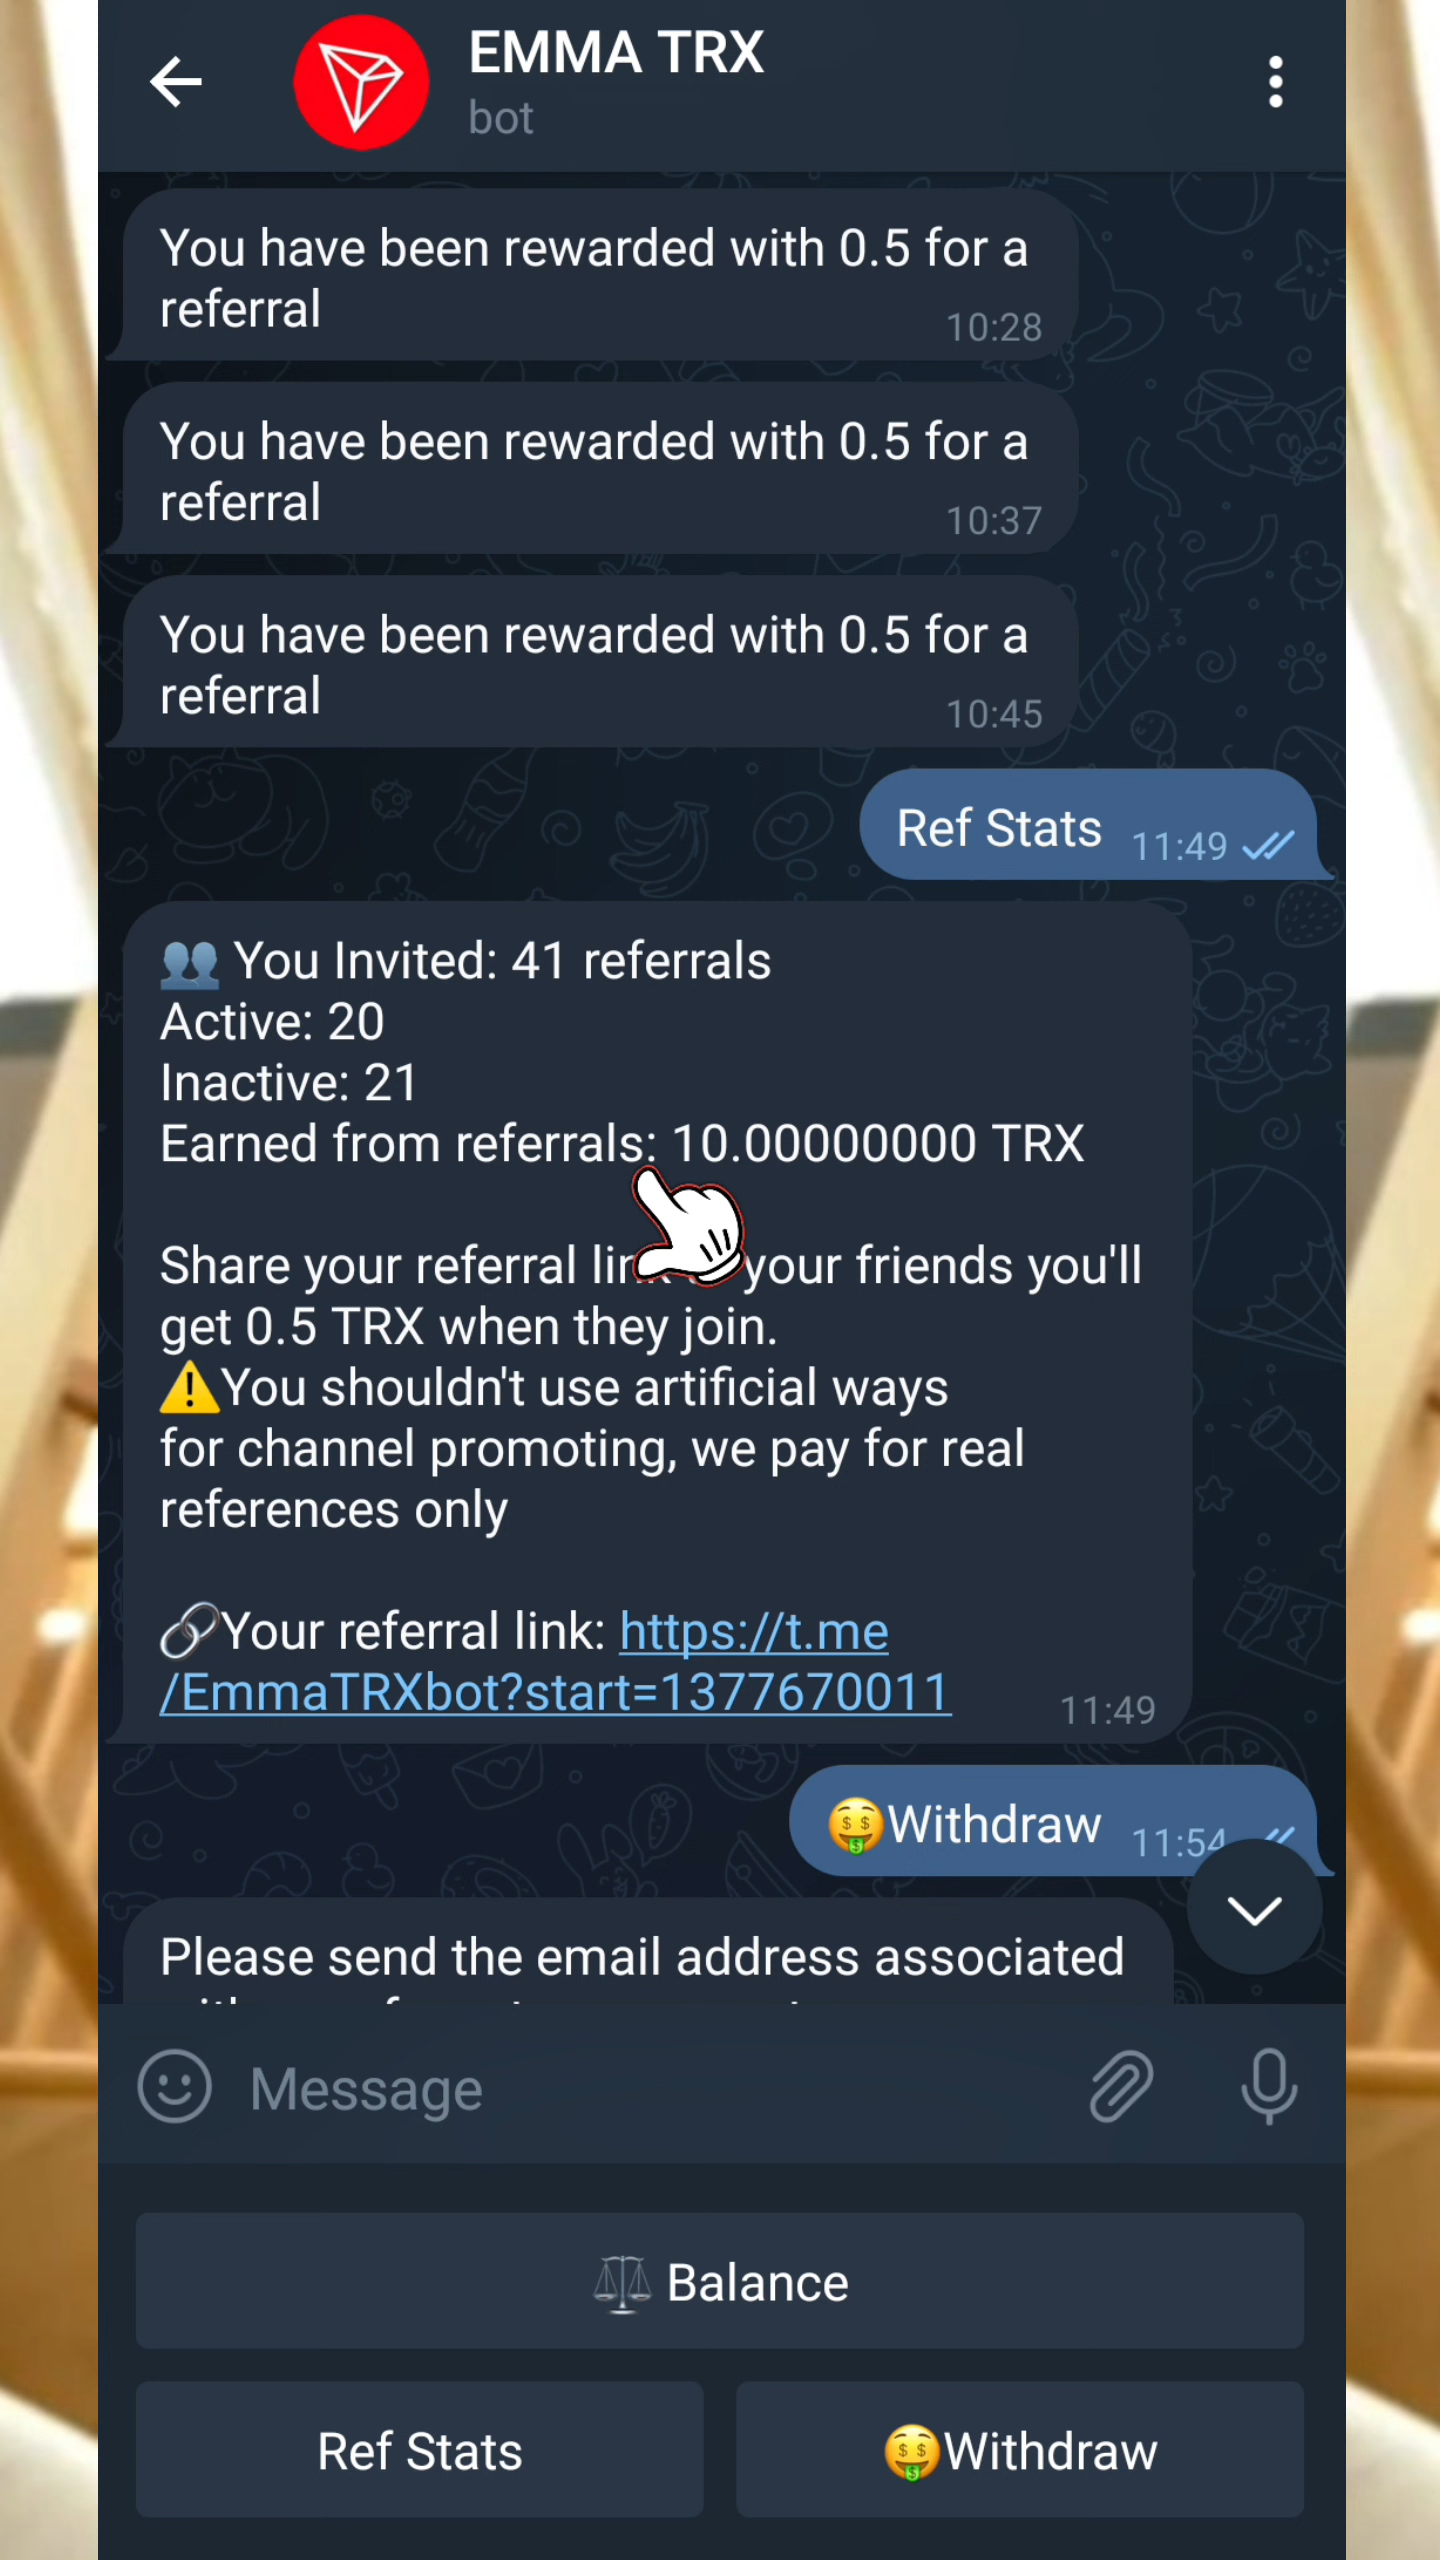 EMMA TRX
bot
You have been rewarded with 0.5 for a
referral
10:28
You have been rewarded with 0.5 for a
referral
10:37
You have been rewarded with 0.5 for a
referral
10:45
Ref Stats 11:49
👥 You Invited: 41 referrals
Active: 20
Inactive: 21
Earned from referrals: 10.00000000 TRX
Share your referral your friends you'll
get 0.5 TRX when they join.
⚠️You shouldn't use artificial ways
for channel promoting, we pay for real
references only
🔗Your referral link: https://t.me
/EmmaTRXbot?start=1377670011
11:49
🤑Withdraw 11:54
Please send the email address associated
Message
⚖️ Balance
Ref Stats
🤑Withdraw